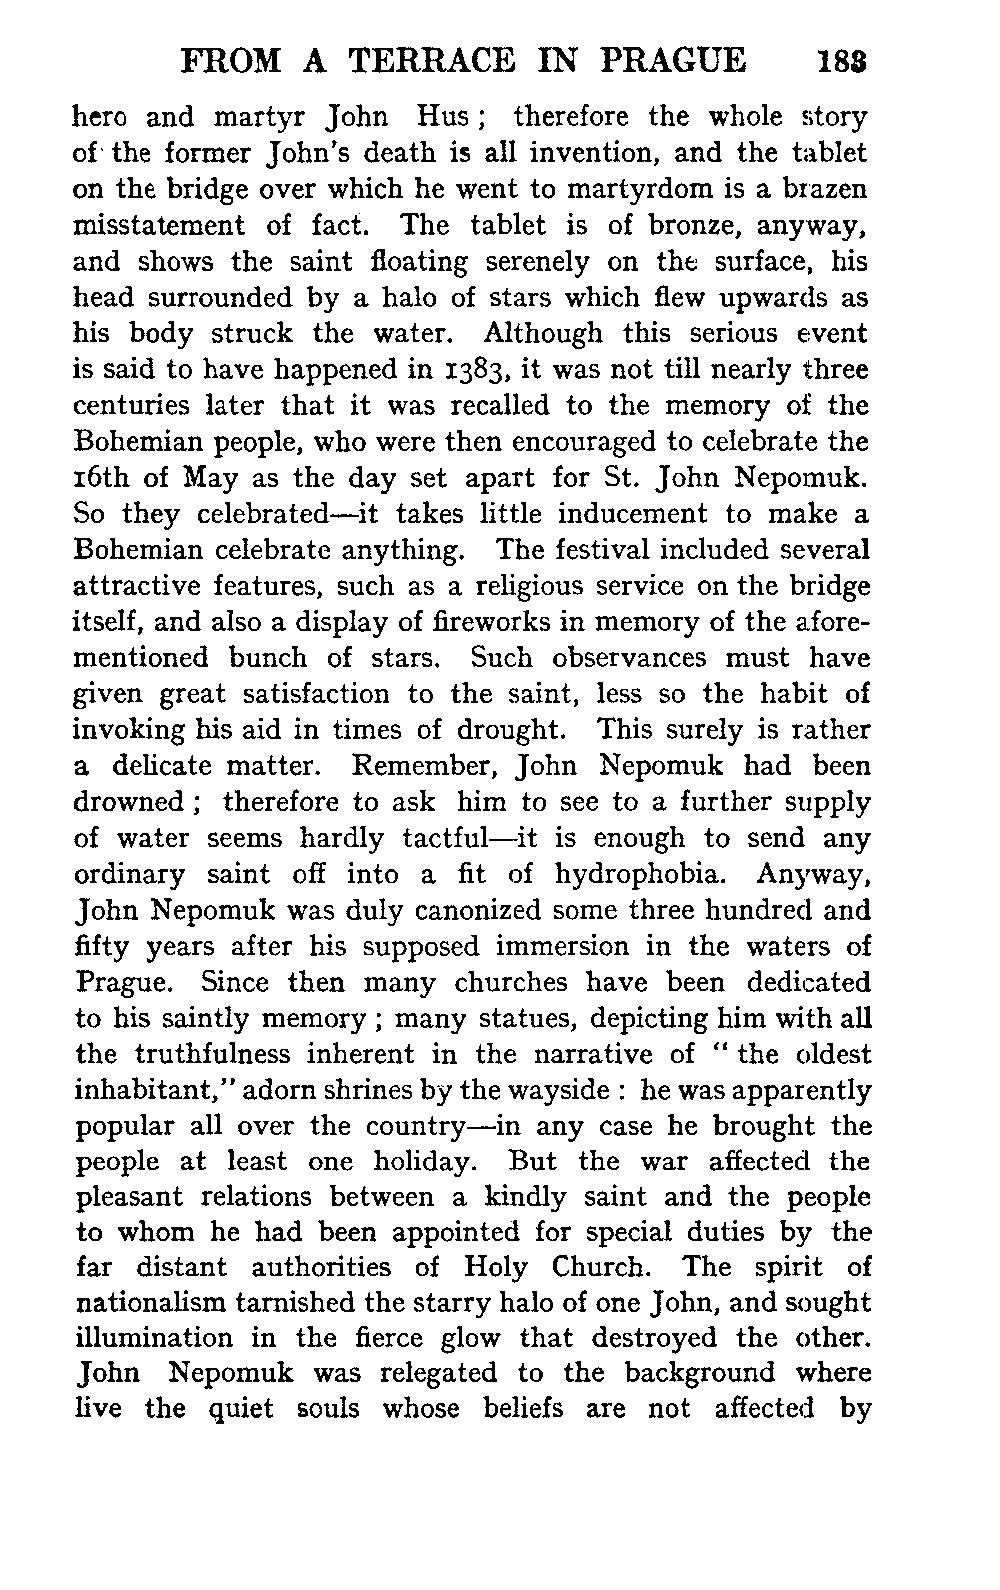 FROM A TERRACE IN PRAGUE 183
hero and martyr John Hus ; therefore the whole story
of the former John's death is all invention, and the tablet
on the bridge over which he went to martyrdom is a brazen
misstatement of fact. The tablet is of bronze, anyway,
and shows the saint floating serenely on the surface, his
head surrounded by a halo of stars which flew upwards as
his body struck the water. Although this serious event
is said to have happened in 1383, it was not till nearly three
centuries later that it was recalled to the memory of the
Bohemian people, who were then encouraged to celebrate the
16th of May as the day set apart for St. John Nepomuk.
So they celebrated—it takes little inducement to make a
Bohemian celebrate anything. The festival included several
attractive features, such as a religious service on the bridge
itself, and also a display of fireworks in memory of the afore-
mentioned bunch of stars. Such observances must have
given great satisfaction to the saint, less so the habit of
invoking his aid in times of drought. This surely is rather
a delicate matter. Remember, John Nepomuk had been
drowned ; therefore to ask him to see to a further supply
of water seems hardly tactful—it is enough to send any
ordinary saint off into a fit of hydrophobia. Anyway,
John Nepomuk was duly canonized some three hundred and
fifty years after his supposed immersion in the waters of
Prague. Since then many churches have been dedicated
to his saintly memory ; many statues, depicting him with all
the truthfulness inherent in the narrative of " the oldest
inhabitant," adorn shrines by the wayside : he was apparently
popular all over the country—in any case he brought the
people at least one holiday. But the war affected the
pleasant relations between a kindly saint and the people
to whom he had been appointed for special duties by the
far distant authorities of Holy Church. The spirit of
nationalism tarnished the starry halo of one John, and sought
illumination in the fierce glow that destroyed the other.
John Nepomuk was relegated to the background where
live the quiet souls whose beliefs are not affected by